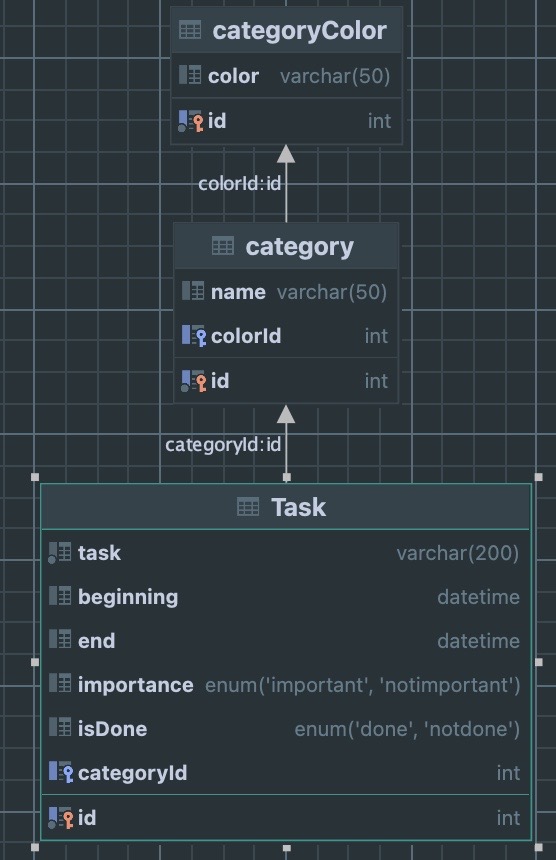 categoryColor
color varchar(50)
id int
colorId:id
category
name varchar(50)
colorId int
id int
categoryId:id
Task
task varchar(200)
beginning datetime
end datetime
importance enum('important', 'notimportant')
isDone enum('done', 'notdone')
categoryId int
id int